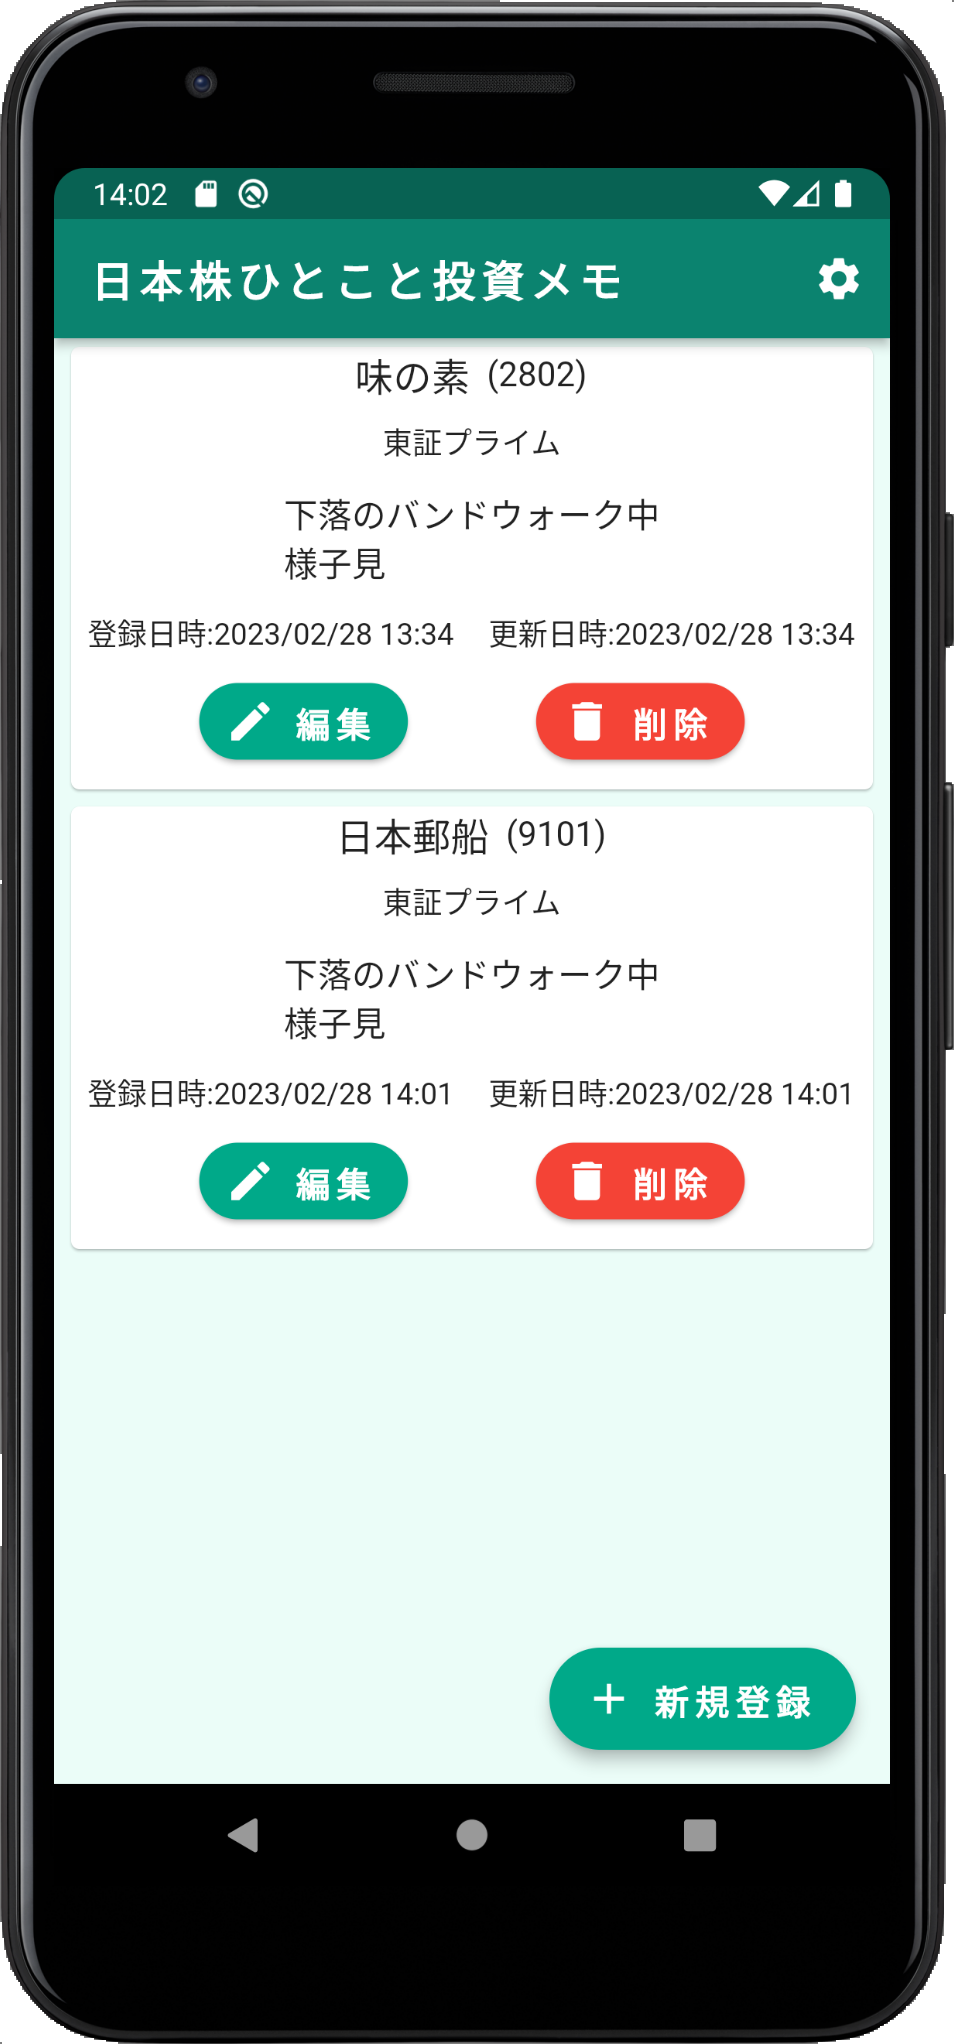 14:02
日本株ひとこと投資メモ
味の素 (2802)
東証プライム
下落のバンドウォーク中
様子見
登録日時:2023/02/28 13:34 更新日時:2023/02/28 13:34
編集 削除
日本郵船 (9101)
東証プライム
下落のバンドウォーク中
様子見
登録日時:2023/02/28 14:01 更新日時:2023/02/28 14:01
編集 削除
+ 新規登録